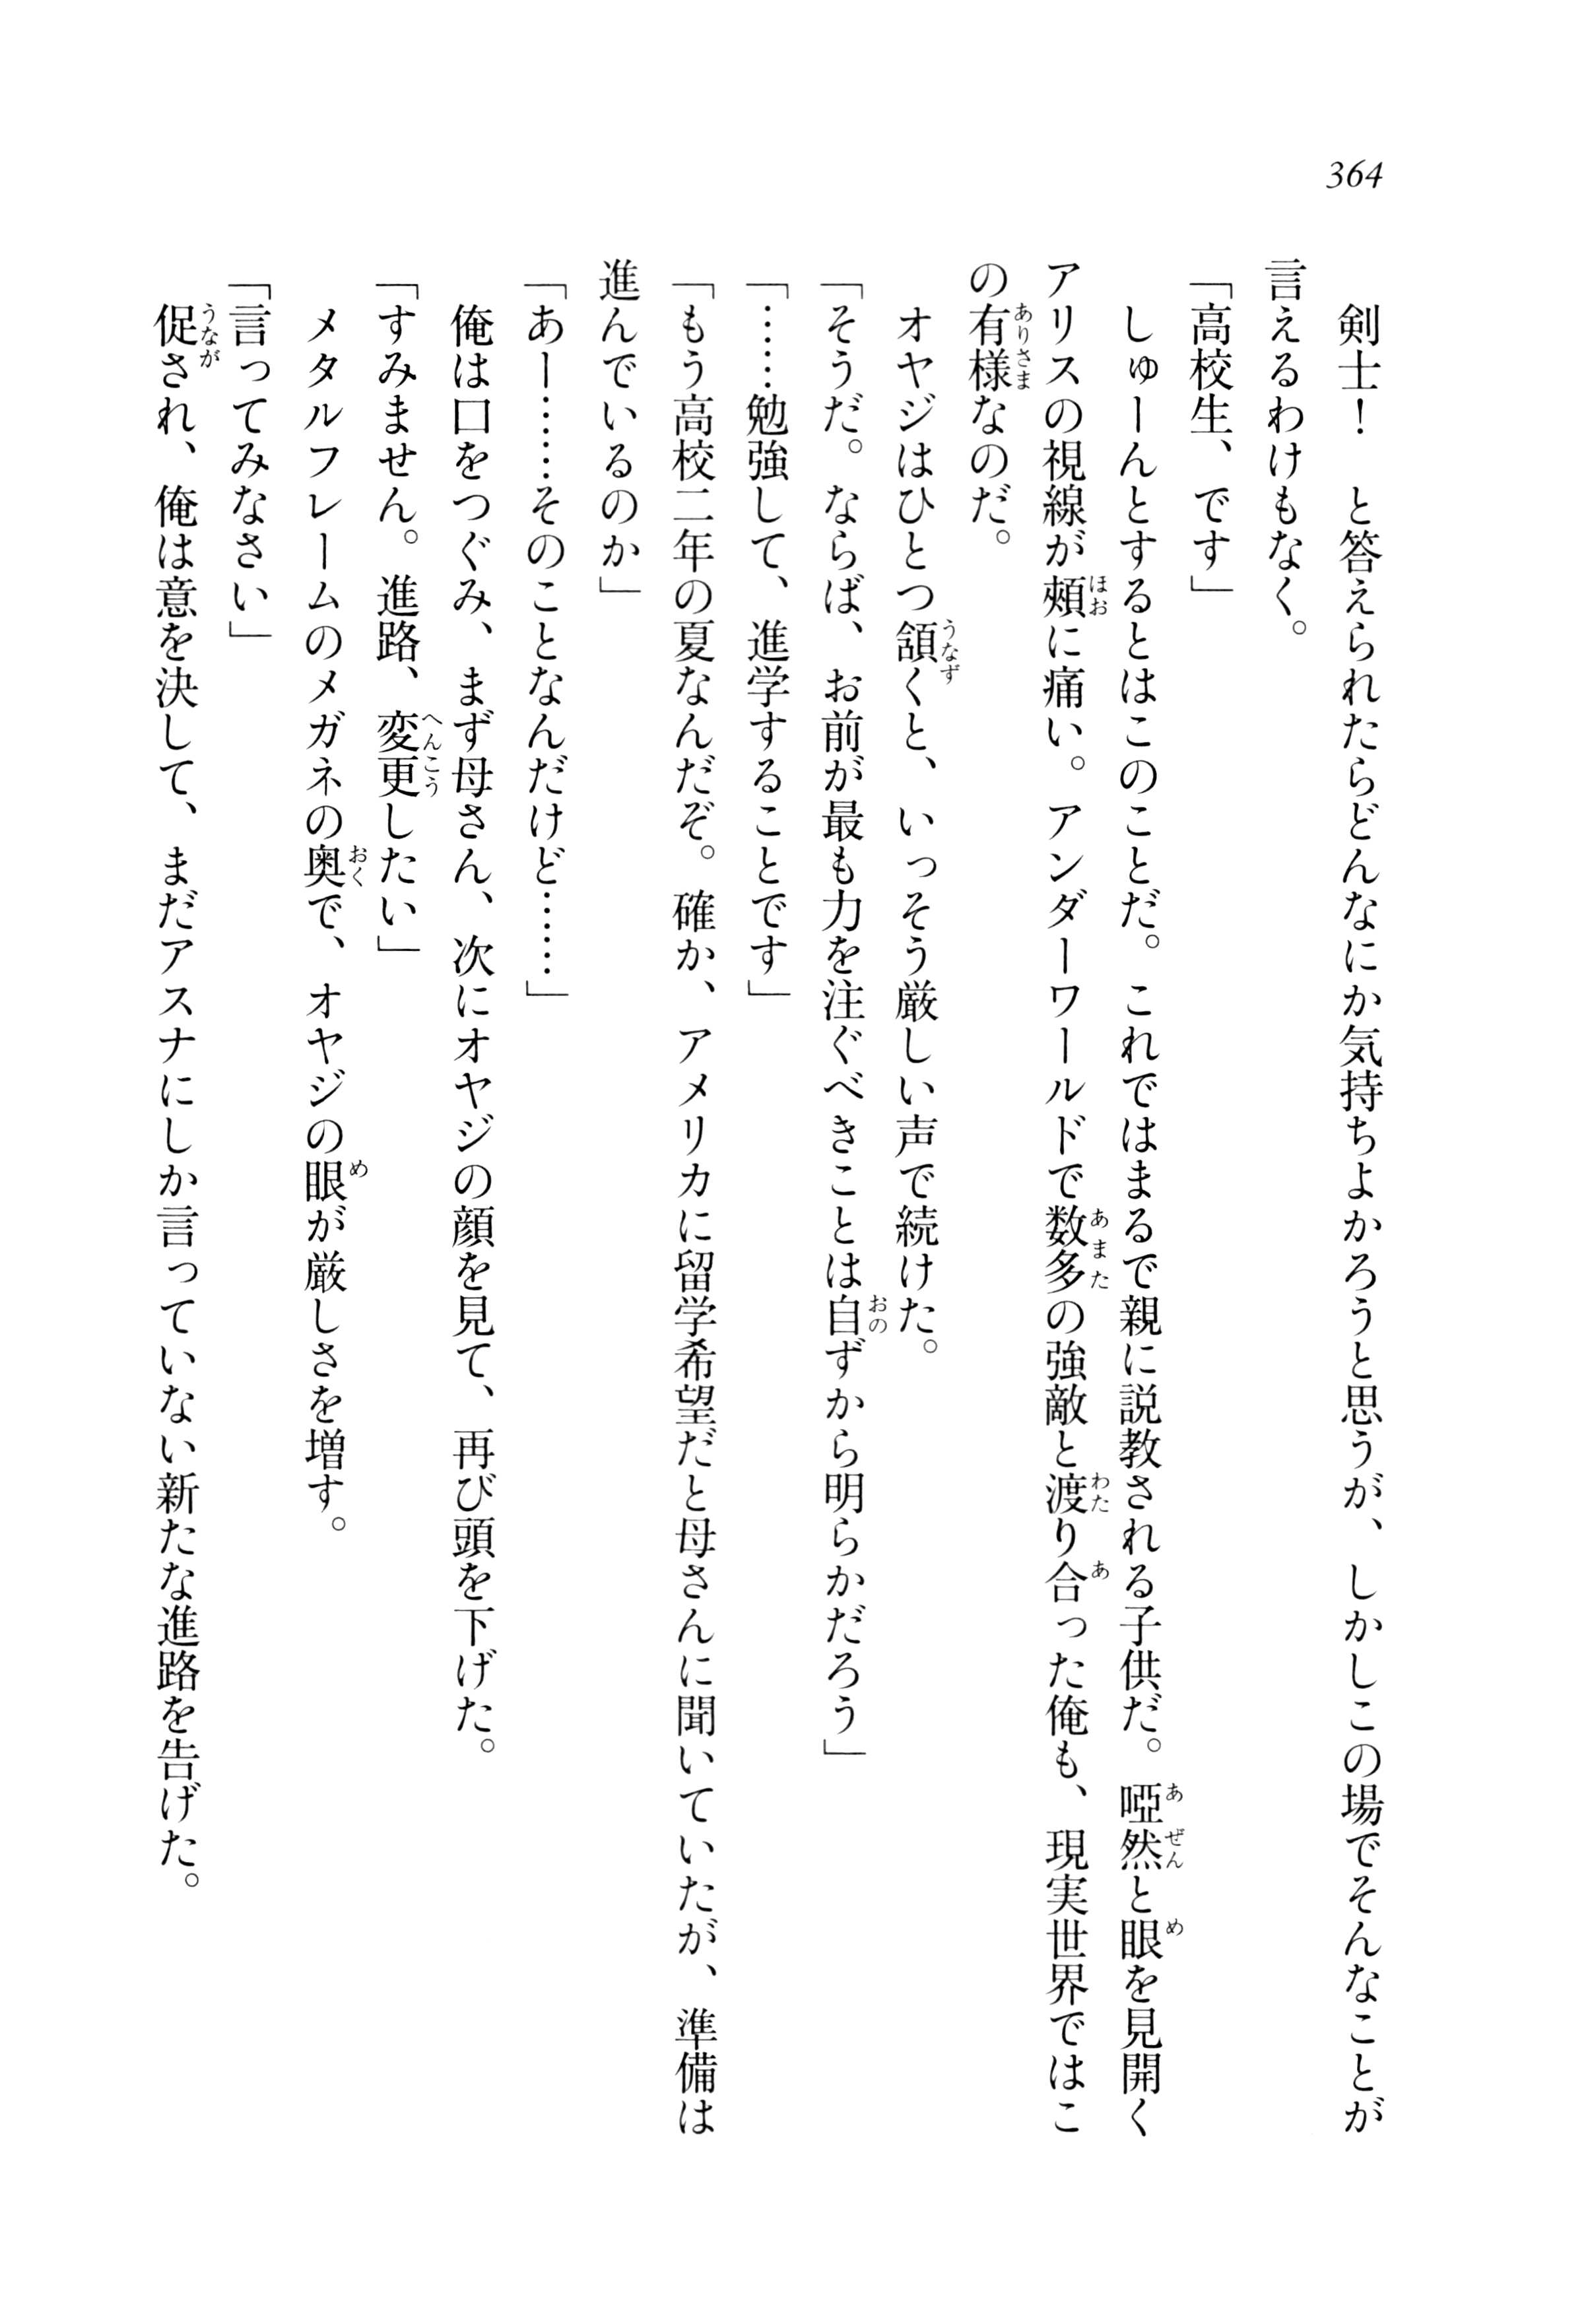 364
　剣士！　と答えられたらどんなにか気持ちよかろうと思うが、しかしこの場でそんなことが
言えるわけもなく。
「高校生、です」
　しゅーんとするとはこのことだ。これではまるで親に説教される子供だ。啞然と眼を見開く
アリスの視線が頰に痛い。アンダーワールドで数多の強敵と渡り合った俺も、現実世界ではこ
の有様なのだ。
　オヤジはひとつ頷くと、いっそう厳しい声で続けた。
「そうだ。ならば、お前が最も力を注ぐべきことは自ずから明らかだろう」
「……勉強して、進学することです」
「もう高校二年の夏なんだぞ。確か、アメリカに留学希望だと母さんに聞いていたが、準備は
進んでいるのか」
「あー………そのことなんだけど………」
　俺は口をつぐみ、まず母さん、次にオヤジの顔を見て、再び頭を下げた。
「すみません。進路、変更したい」
　メタルフレームのメガネの奥で、オヤジの眼が厳しさを増す。
「言ってみなさい」
　促され、俺は意を決して、まだアスナにしか言っていない新たな進路を告げた。